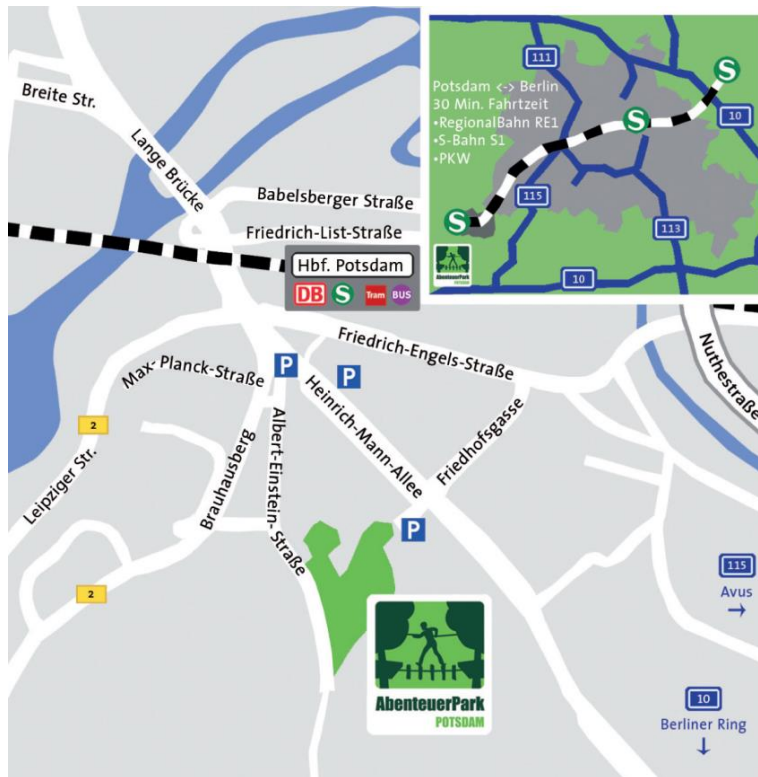 Breite Str.
Lange Brücke
Babelsberger Straße
Friedrich-List-Straße
Hbf. Potsdam
DB
S
Tram
BUS
111
Potsdam <-> Berlin
30 Min. Fahrtzeit
•RegionalBahn RE1
•S-Bahn S1
•PKW
S
10
S
115
S
113
10
AbenteuerPark
POTSDAM
Friedrich-Engels-Straße
Nuthestraße
Max-Planck-Straße
P
P
Heinrich-Mann-Allee
2
Leipziger Str.
Brauhausberg
Albert-Einstein-Straße
Friedhofsgasse
P
2
115
Avus
→
AbenteuerPark
POTSDAM
10
Berliner Ring
↓